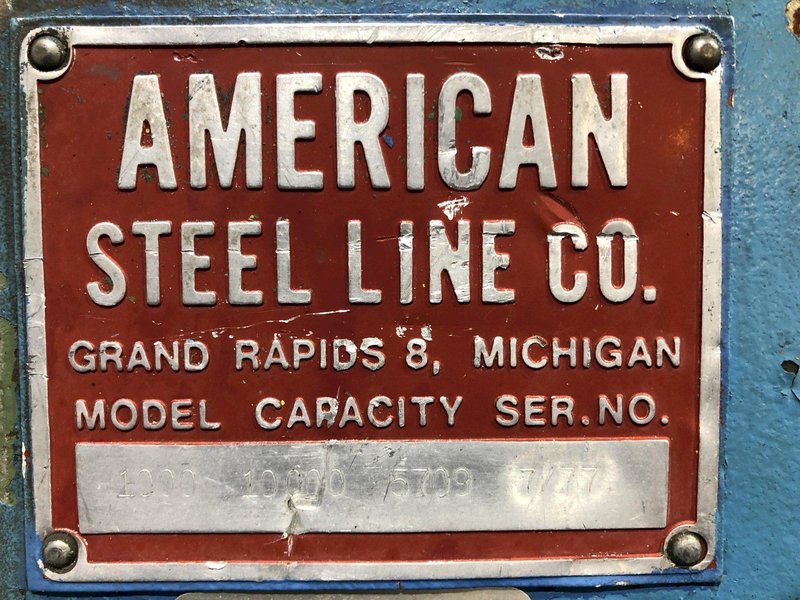 AMERICAN
STEEL LINE CO.
GRAND RAPIDS 8, MICHIGAN
MODEL CAPACITY SER. NO.
1000 10000 5709 7/77